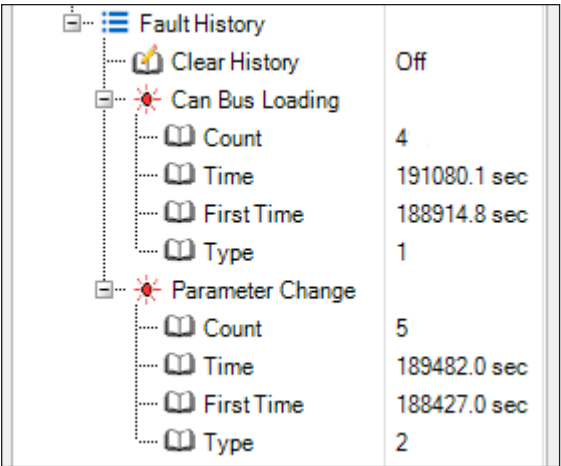 Fault History
Clear History Off
Can Bus Loading
Count 4
Time 191080.1 sec
First Time 188914.8 sec
Type 1
Parameter Change
Count 5
Time 189482.0 sec
First Time 188427.0 sec
Type 2